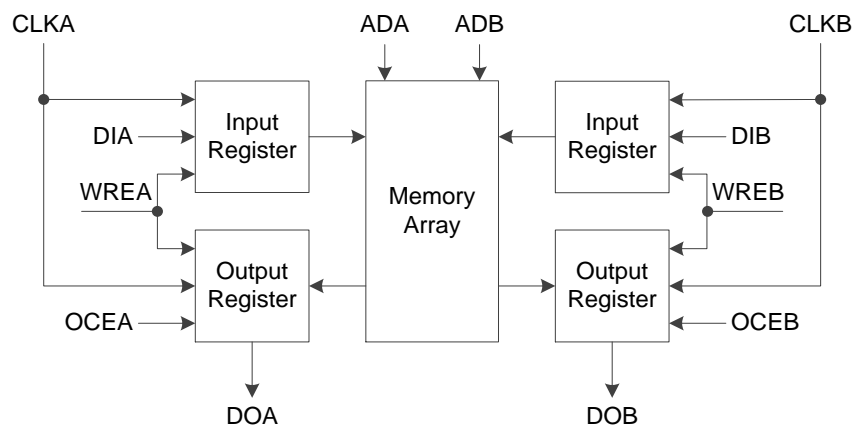 CLKA
ADA
ADB
CLKB
Input
Register
Input
Register
DIA
DIB
WREA
Memory
Array
WREB
Output
Register
Output
Register
OCEA
OCEB
DOA
DOB